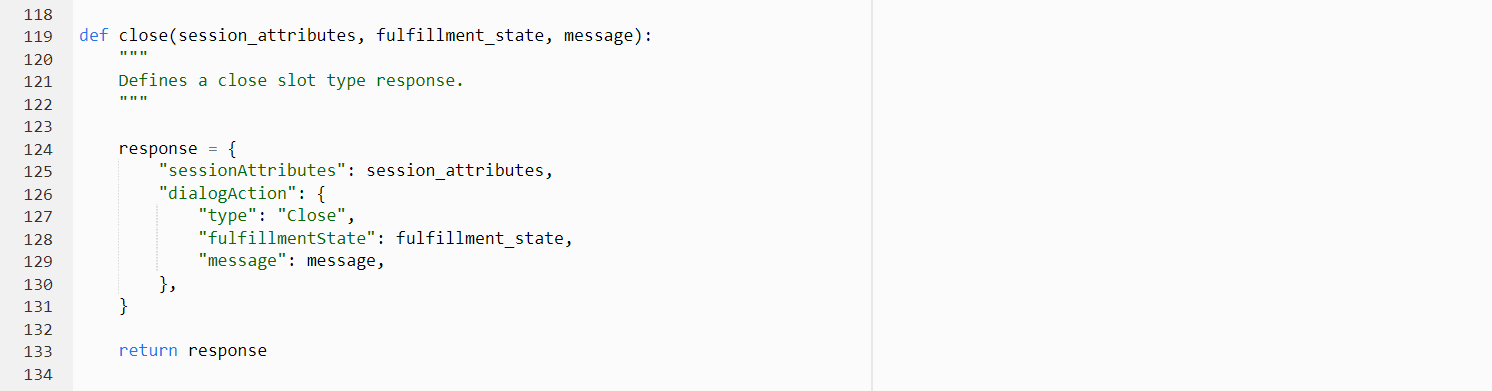 118
119 def close(session_attributes, fulfillment_state, message):
120     """
121     Defines a close slot type response.
122     """
123
124     response = {
125         "sessionAttributes": session_attributes,
126         "dialogAction": {
127             "type": "Close",
128             "fulfillmentState": fulfillment_state,
129             "message": message,
130         },
131     }
132
133     return response
134